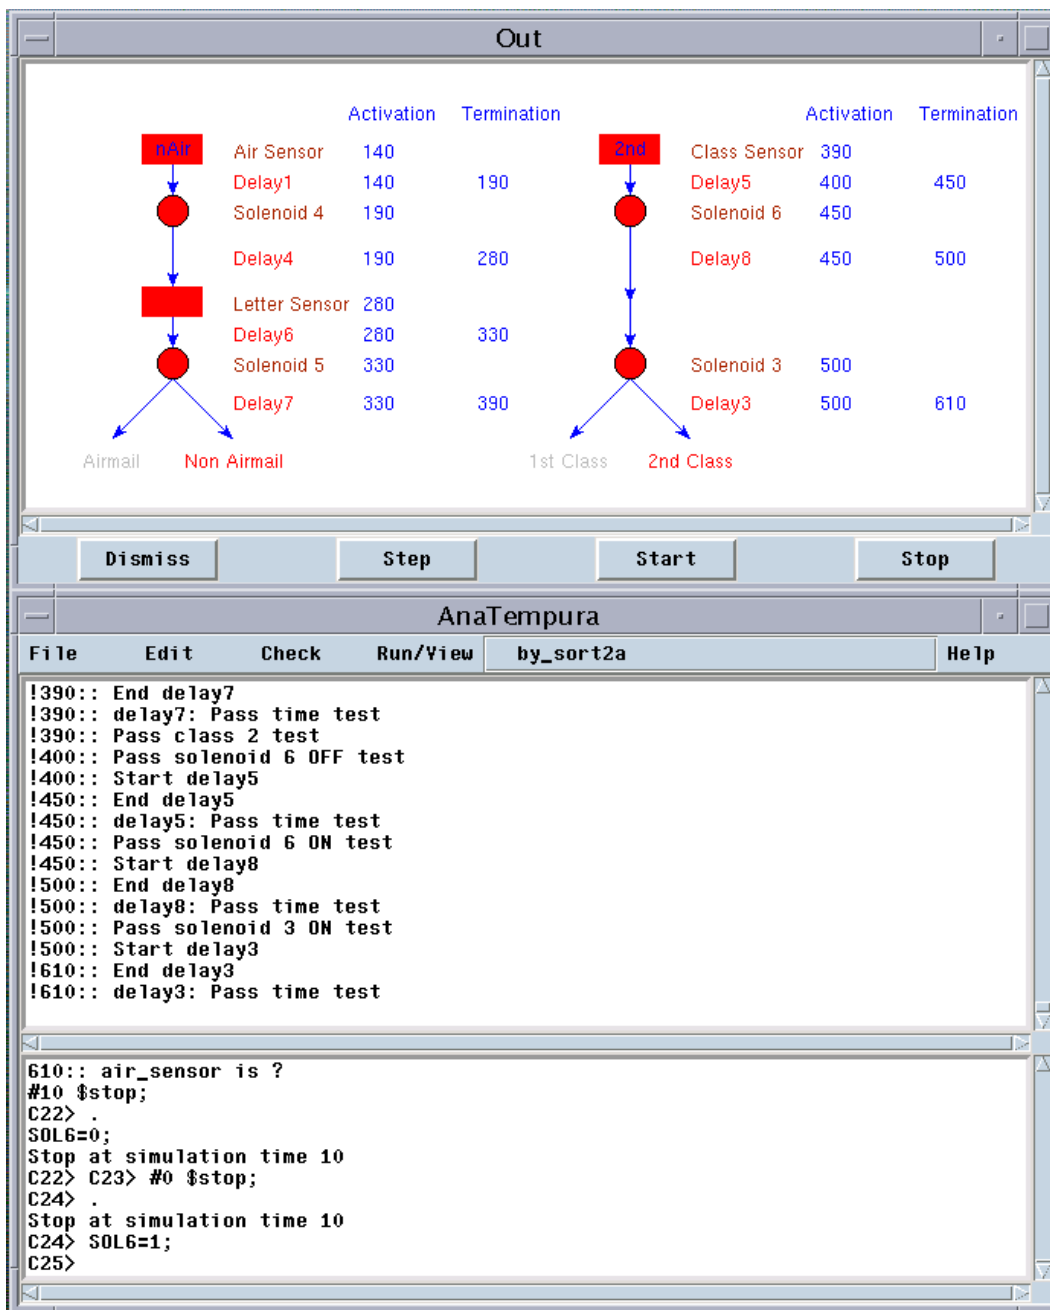 Out
Activation Termination Activation Termination
nAir Air Sensor 140 2nd Class Sensor 390
Delay1 140 190 Delay5 400 450
Solenoid 4 190 Solenoid 6 450
Delay4 190 280 Delay8 450 500
Letter Sensor 280
Delay6 280 330
Solenoid 5 330 Solenoid 3 500
Delay7 330 390 Delay3 500 610
Airmail Non Airmail 1st Class 2nd Class
Dismiss Step Start Stop
AnaTempura
File Edit Check Run/View by_sort2a Help
!390:: End delay7
!390:: delay7: Pass time test
!390:: Pass class 2 test
!400:: Pass solenoid 6 OFF test
!400:: Start delay5
!450:: End delay5
!450:: delay5: Pass time test
!450:: Pass solenoid 6 ON test
!450:: Start delay8
!500:: End delay8
!500:: delay8: Pass time test
!500:: Pass solenoid 3 ON test
!500:: Start delay3
!610:: End delay3
!610:: delay3: Pass time test
610:: air_sensor is ?
#10 $stop;
C22> .
SOL6=0;
Stop at simulation time 10
C22> C23> #0 $stop;
C24> .
Stop at simulation time 10
C24> SOL6=1;
C25>